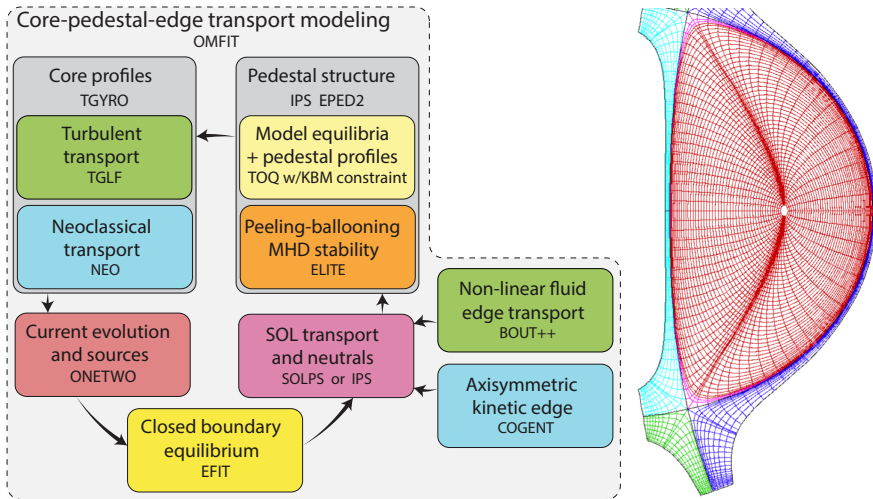 Core-pedestal-edge transport modeling
OMFIT
Core profiles
TGYRO
Turbulent
transport
TGLF
Neoclassical
transport
NEO
Pedestal structure
IPS EPED2
Model equilibria
+ pedestal profiles
TOQ w/KBM constraint
Peeling-ballooning
MHD stability
ELITE
Current evolution
and sources
ONETWO
SOL transport
and neutrals
SOLPS or IPS
Non-linear fluid
edge transport
BOUT++
Axisymmetric
kinetic edge
COGENT
Closed boundary
equilibrium
EFIT